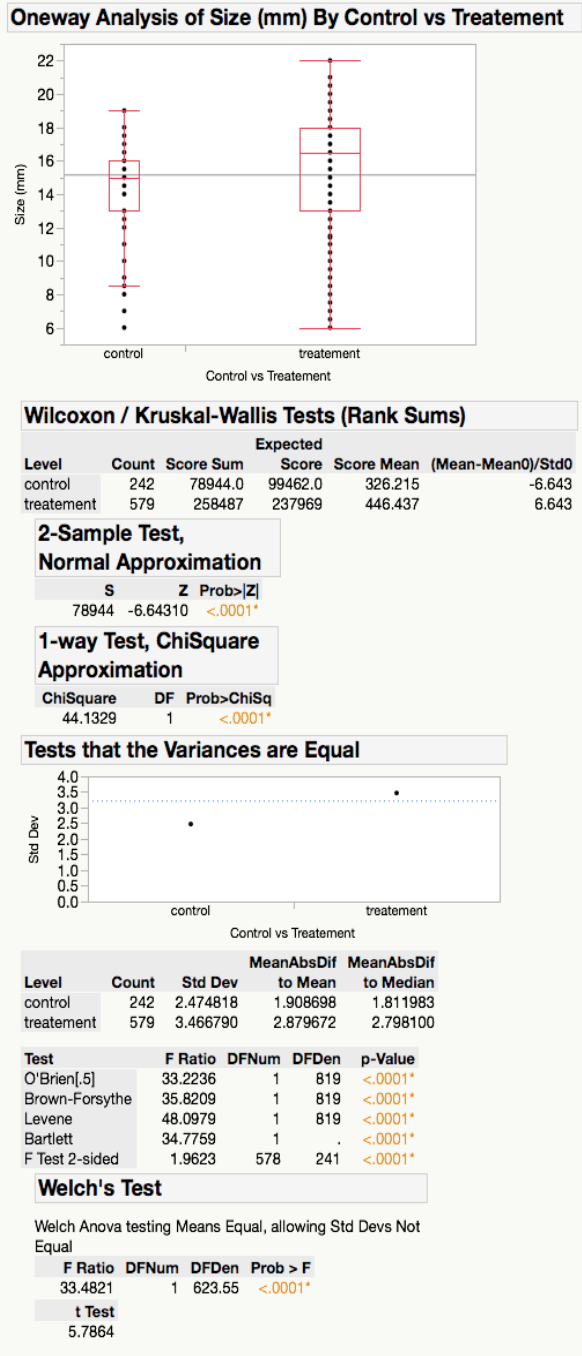 Oneway Analysis of Size (mm) By Control vs Treatement
22
20
18
16
14
12
10
8
6
Size (mm)
control treatement
Control vs Treatement
Wilcoxon / Kruskal-Wallis Tests (Rank Sums)
Expected
Level Count Score Sum Score Score Mean (Mean-Mean0)/Std0
control 242 78944.0 99462.0 326.215 -6.643
treatement 579 258487 237969 446.437 6.643
2-Sample Test,
Normal Approximation
S Z Prob>|Z|
78944 -6.64310 <.0001*
1-way Test, ChiSquare
Approximation
ChiSquare DF Prob>ChiSq
44.1329 1 <.0001*
Tests that the Variances are Equal
4.0
3.5
3.0
2.5
2.0
1.5
1.0
0.5
0.0
Std Dev
control treatement
Control vs Treatement
MeanAbsDif MeanAbsDif
Level Count Std Dev to Mean to Median
control 242 2.474818 1.908698 1.811983
treatement 579 3.466790 2.879672 2.798100
Test F Ratio DFNum DFDen p-Value
O'Brien[.5] 33.2236 1 819 <.0001*
Brown-Forsythe 35.8209 1 819 <.0001*
Levene 48.0979 1 819 <.0001*
Bartlett 34.7759 1 . <.0001*
F Test 2-sided 1.9623 578 241 <.0001*
Welch's Test
Welch Anova testing Means Equal, allowing Std Devs Not
Equal
F Ratio DFNum DFDen Prob > F
33.4821 1 623.55 <.0001*
t Test
5.7864